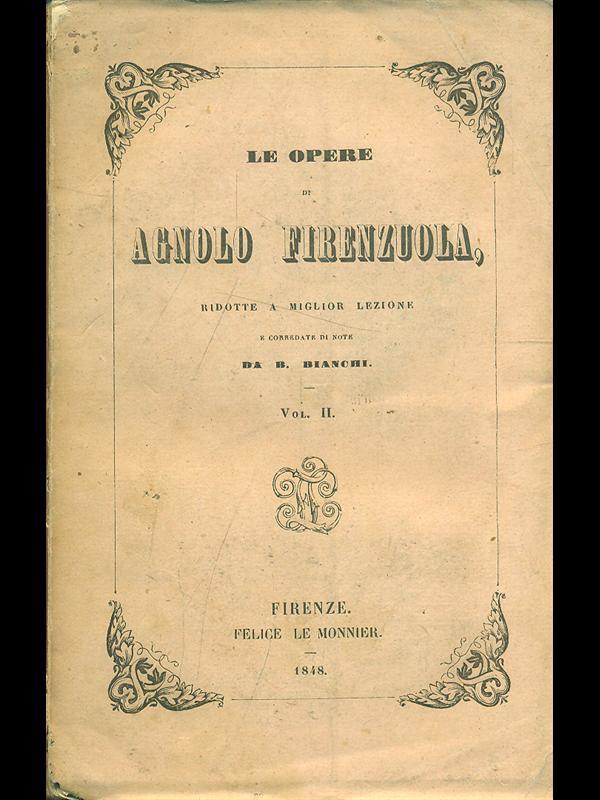 LE OPERE
DI
AGNOLO FIRENZUOLA,
RIDOTTE A MIGLIOR LEZIONE
E CORREDATE DI NOTE
DA B. BIANCHI.
VOL. II.
FIRENZE.
FELICE LE MONNIER.
1848.